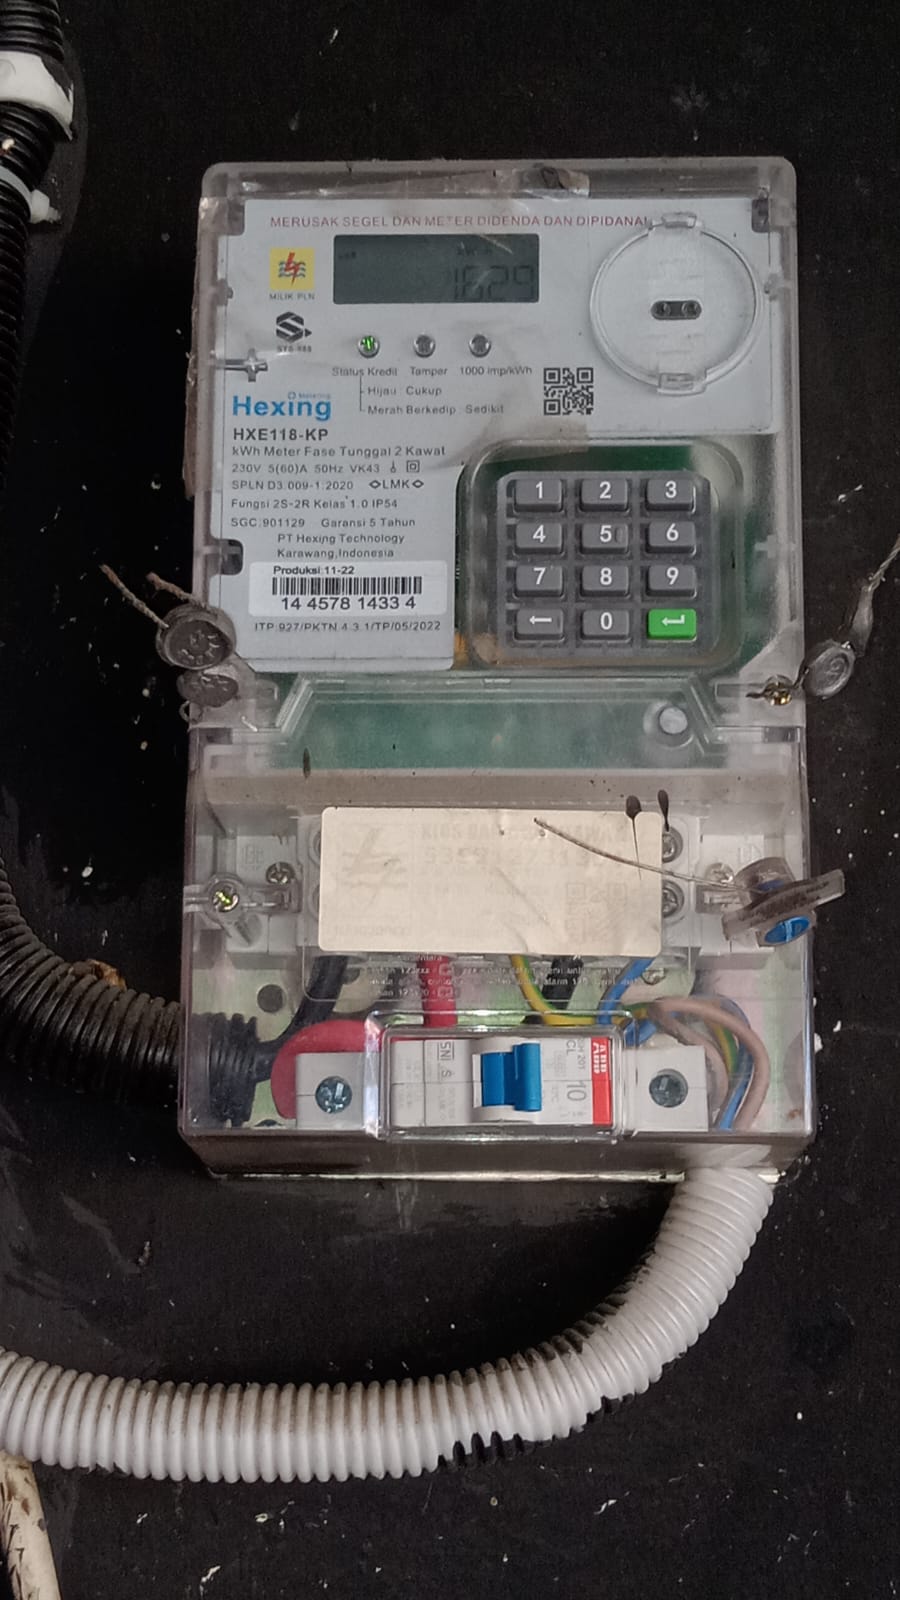 MERUSAK SEGEL DAN METER DIDENDA DAN DIPIDANA!
MILIK PLN
1629
Status Kredit Tamper 1000 imp/kWh
Hijau : Cukup
Merah Berkedip : Sedikit
Metering
Hexing
HXE118-KP
kWh Meter Fase Tunggal 2 Kawat
230V 5(60)A 50Hz VK43
SPLN D3.009-1.2020 LMK
Fungsi 2S-2R Kelas 1.0 IP54
SGC:901129 Garansi 5 Tahun
PT Hexing Technology
Karawang,Indonesia
Produksi:11-22
14 4578 1433 4
ITP.927/PKTN.4.3.1/TP/05/2022
1 2 3
4 5 6
7 8 9
← 0 ↵
SNI
ABB
CL
10